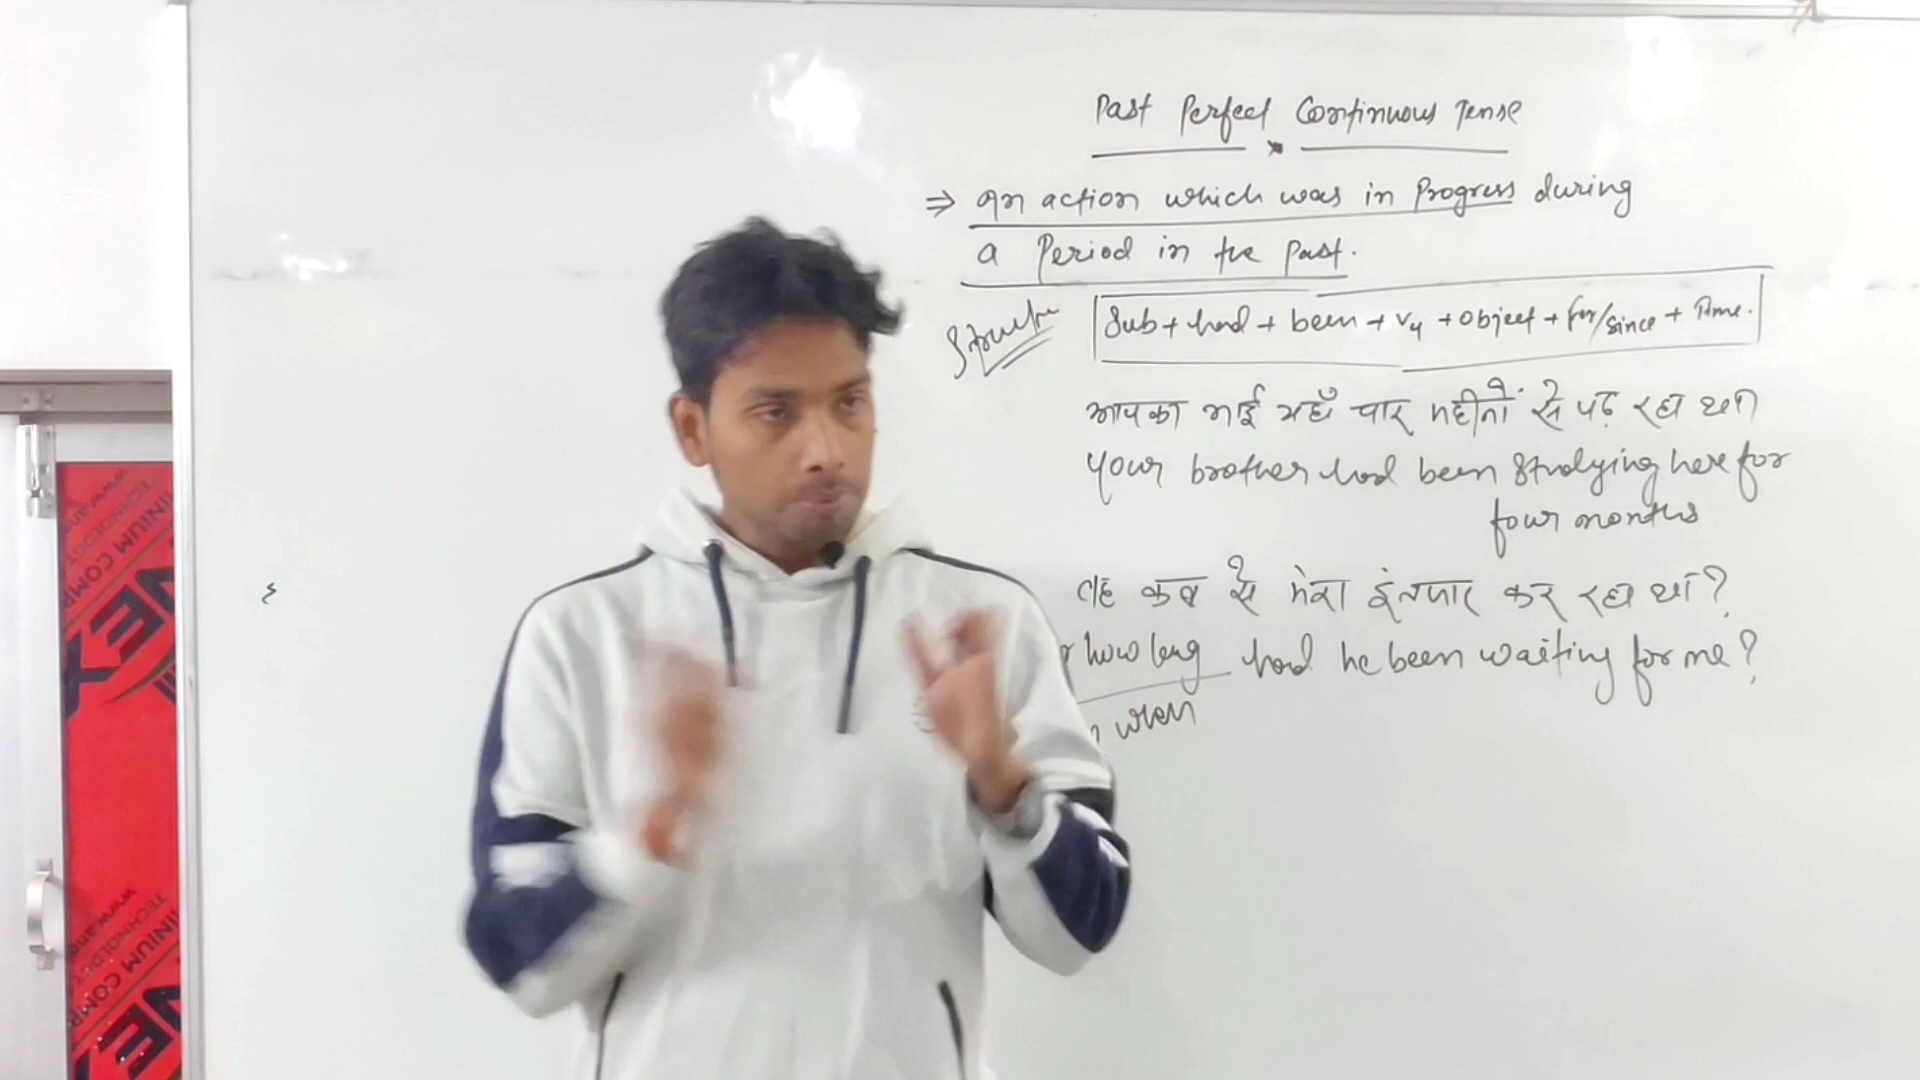 Past Perfect Continuous Tense
⇒ an action which was in Progress during
a Period in the Past.
Structure
Sub + had + been + V4 + object + for/since + Time.
आपका भाई यहाँ चार महीनों से पढ़ रहा था।
Your brother had been studying here for
four months
वह कब से मेरा इंतजार कर रहा था?
how long had he been waiting for me?
when